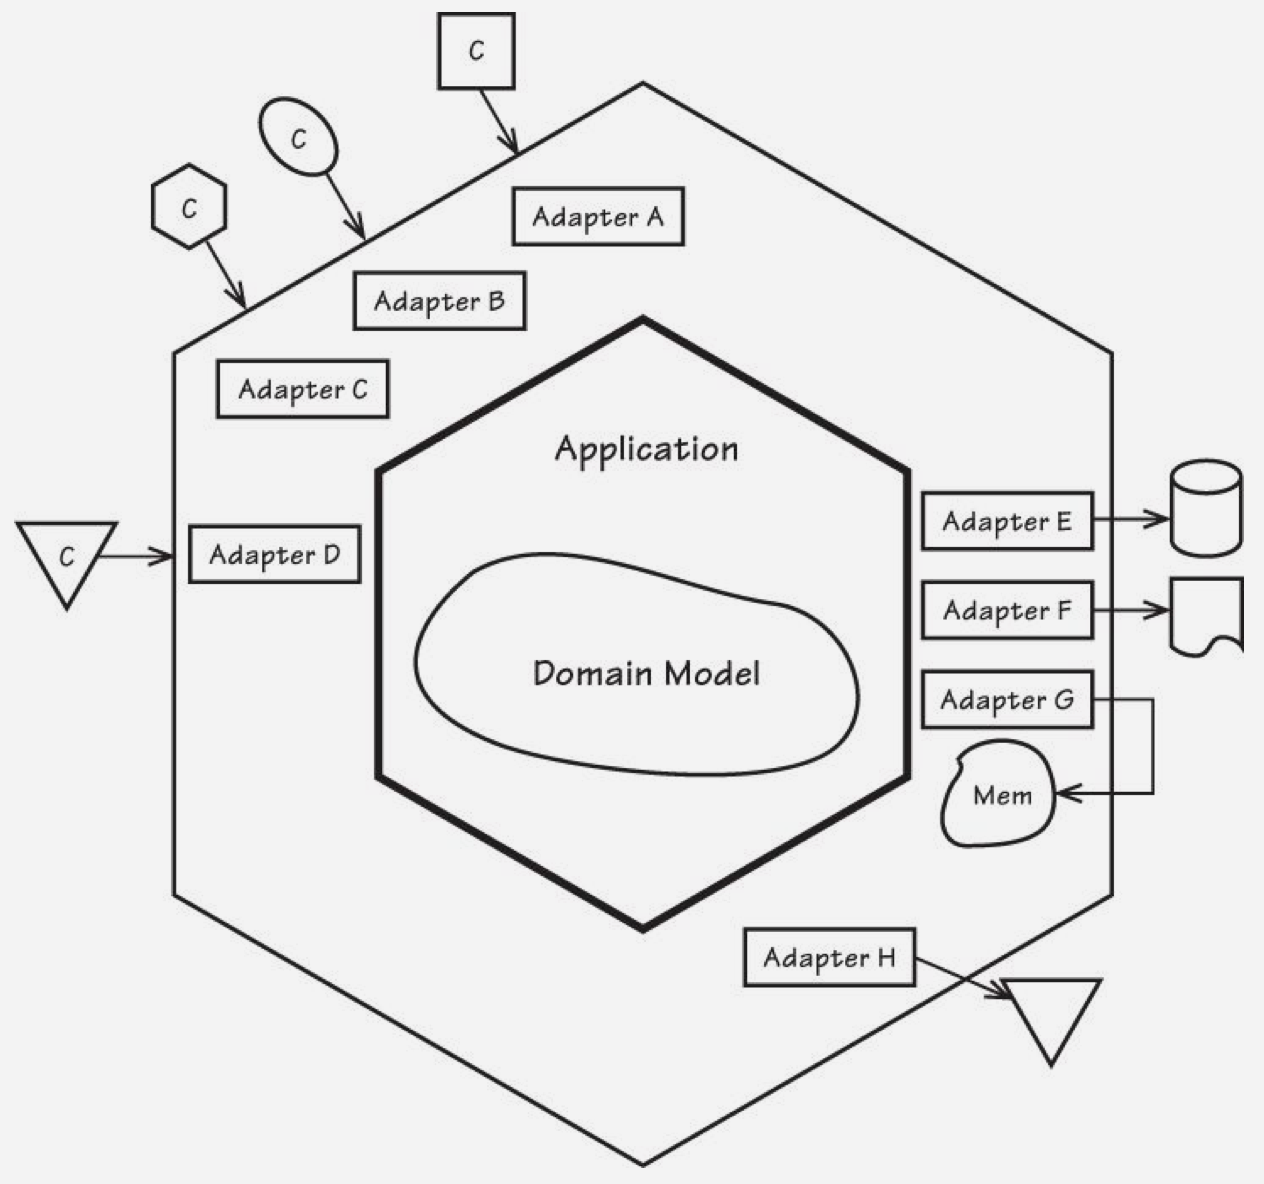 C
C
C
Adapter A
Adapter B
Adapter C
Application
Adapter E
C
Adapter D
Adapter F
Domain Model
Adapter G
Mem
Adapter H